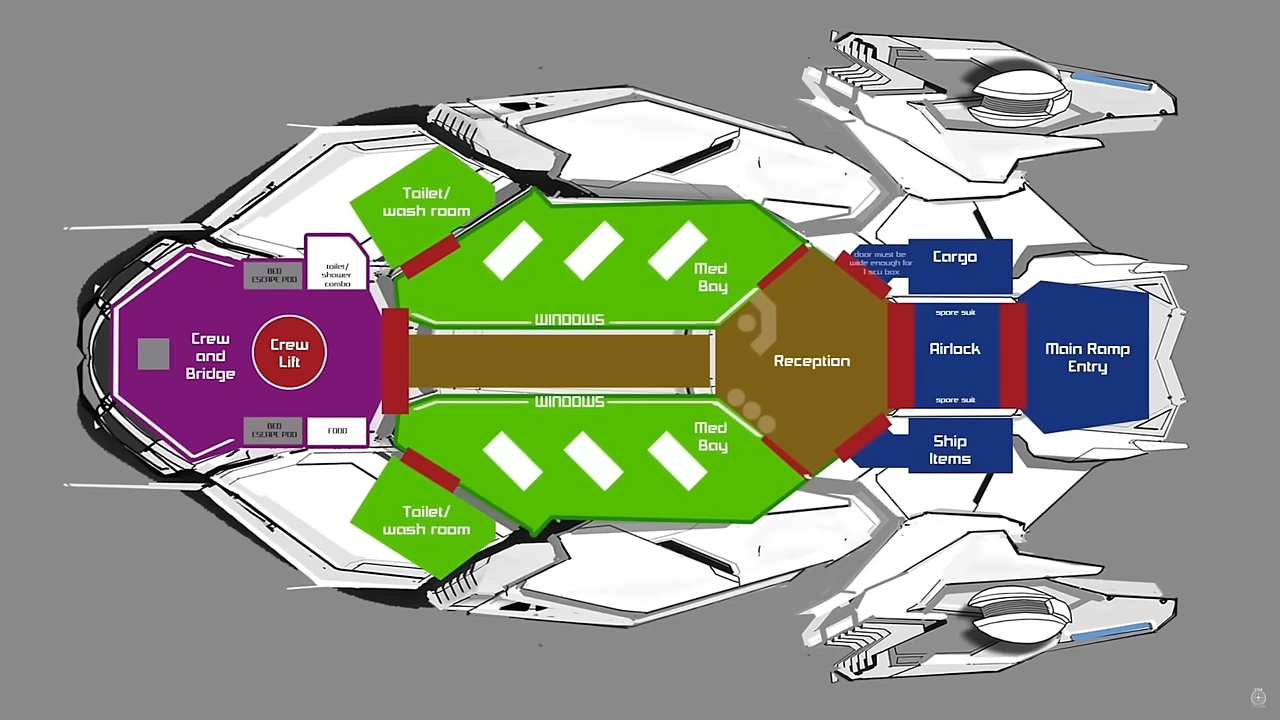 Toilet/
wash room
BED
ESCAPE POD
toilet/
shower
combo
Med
Bay
door must be
wide enough for
1 scu box
Cargo
spore suit
WINDOWS
Crew
and
Bridge
Crew
Lift
Reception
Airlock
Main Ramp
Entry
spore suit
WINDOWS
BED
ESCAPE POD
FOOD
Med
Bay
Ship
Items
Toilet/
wash room